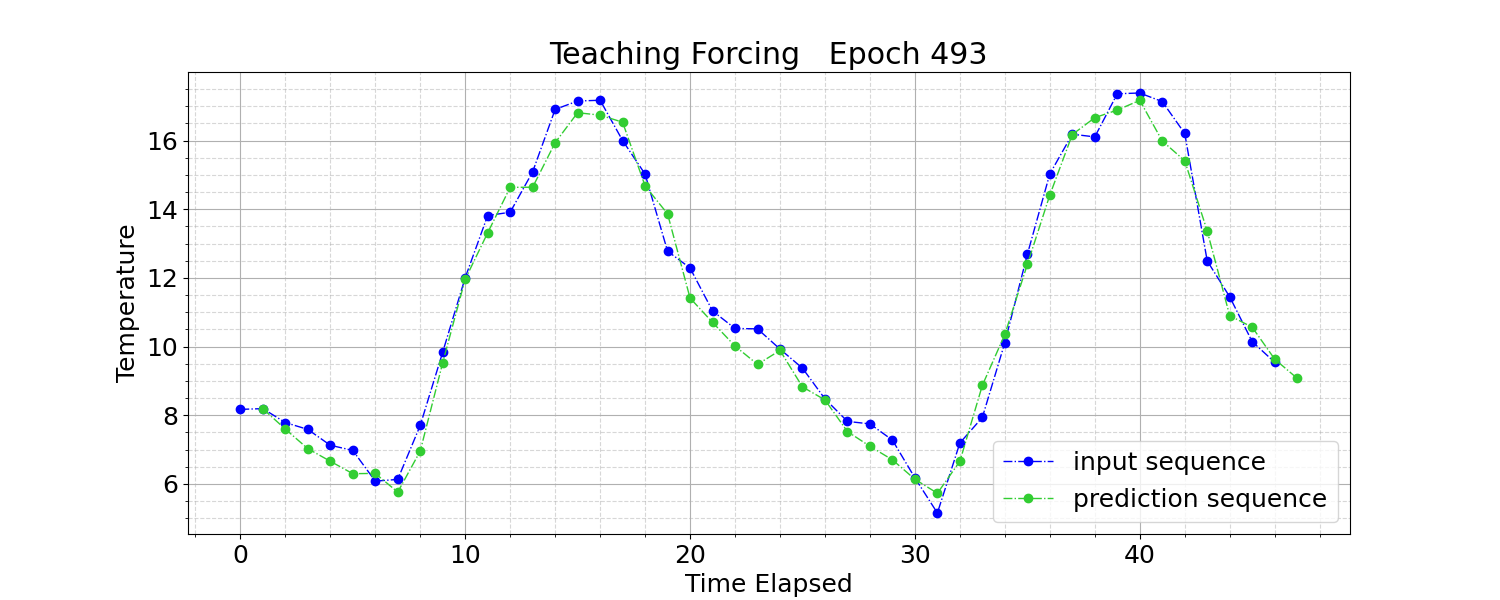 Teaching Forcing   Epoch 493
Temperature
16
14
12
10
8
6
0 10 20 30 40
Time Elapsed
input sequence
prediction sequence